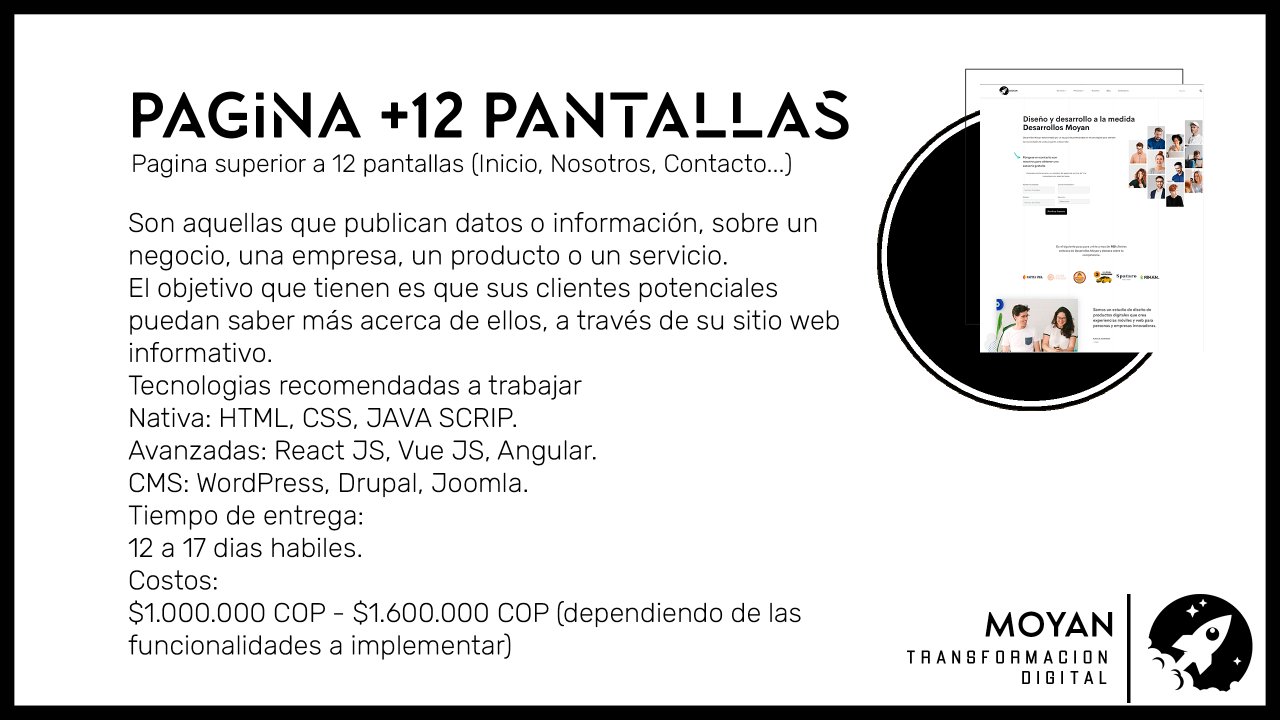 PAGINA +12 PANTALLAS
Pagina superior a 12 pantallas (Inicio, Nosotros, Contacto...)
Son aquellas que publican datos o información, sobre un
negocio, una empresa. un producto o un servicio.
El objetivo que tienen es que sus clientes potenciales
puedan saber más acerca de ellos, a través de su sitio web
informativo.
Tecnologias recomendadas a trabajar
Nativa: HTML, CSS, JAVA SCRIP.
Avanzadas: React JS, Vue JS, Angular.
CMS: WordPress, Drupal, Joomla.
Tiempo de entrega:
12 a 17 dias habiles.
Costos:
$1.000.000 COP - $1.600.000 COP (dependiendo de las
funcionalidades a implementar)
Diseño y desarrollo a la medida
Desarrollos Moyan
Somos un estudio de diseño de
productos digitales que crea
experiencias móviles y web para
personas y empresas innovadoras.
MOYAN
TRANSFORMACION
DIGITAL